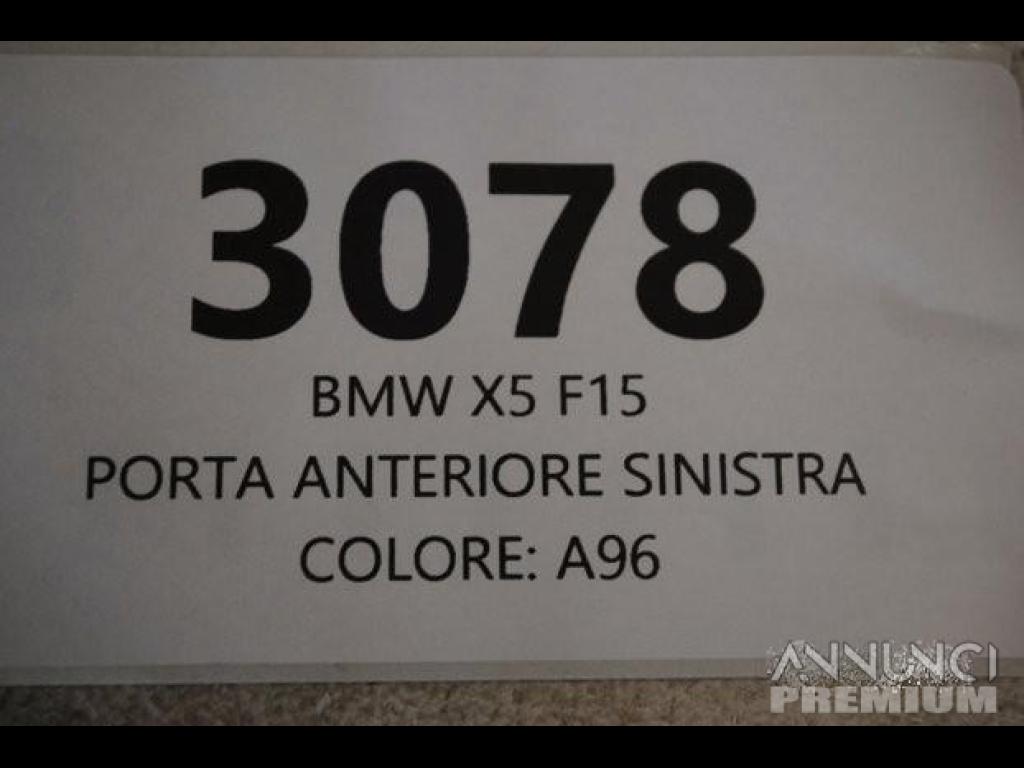 3078
BMW X5 F15
PORTA ANTERIORE SINISTRA
COLORE: A96
ANNUNCI
PREMIUM